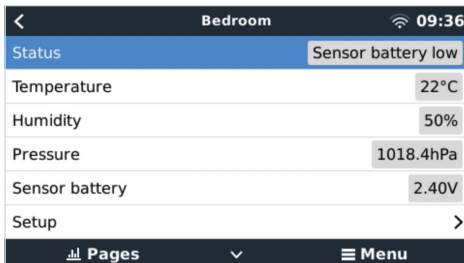 Bedroom 09:36
Status Sensor battery low
Temperature 22°C
Humidity 50%
Pressure 1018.4hPa
Sensor battery 2.40V
Setup
Pages Menu